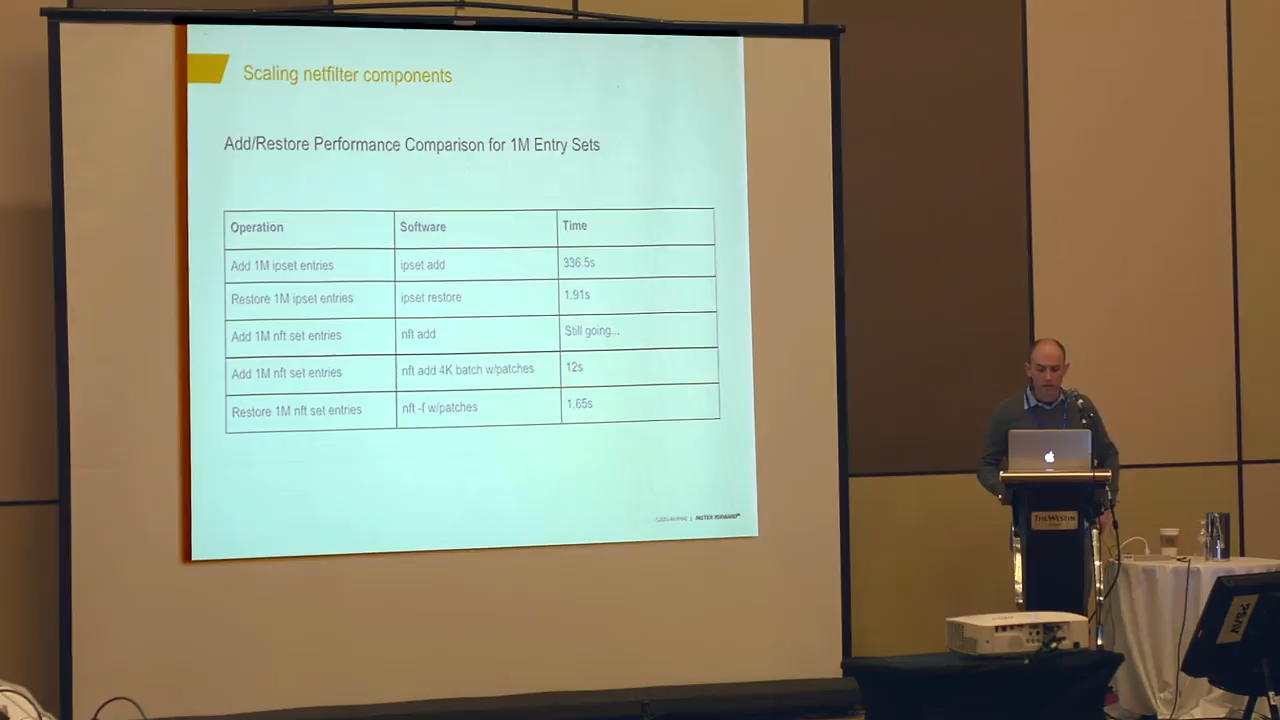 Scaling netfilter components
Add/Restore Performance Comparison for 1M Entry Sets
Operation Software Time
Add 1M ipset entries ipset add 336.5s
Restore 1M ipset entries ipset restore 1.91s
Add 1M nft set entries nft add Still going...
Add 1M nft set entries nft add 4K batch w/patches 12s
Restore 1M nft set entries nft -f w/patches 1.65s
FASTER FORWARD
THE WESTIN
PSAV